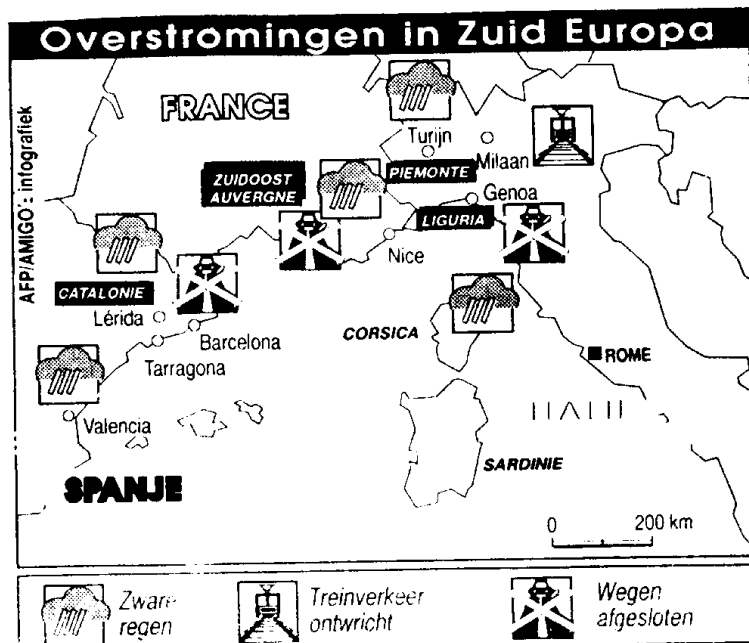 Overstromingen in Zuid Europa
AFP/AMIGO': infografiek
FRANCE
Turijn
Milaan
PIEMONTE
ZUIDOOST
AUVERGNE
Genoa
LIGURIA
Nice
CATALONIE
Lérida
Barcelona
Tarragona
CORSICA
ROME
Valencia
SARDINIE
SPANJE
0 200 km
Zware
regen
Treinverkeer
ontwricht
Wegen
afgesloten